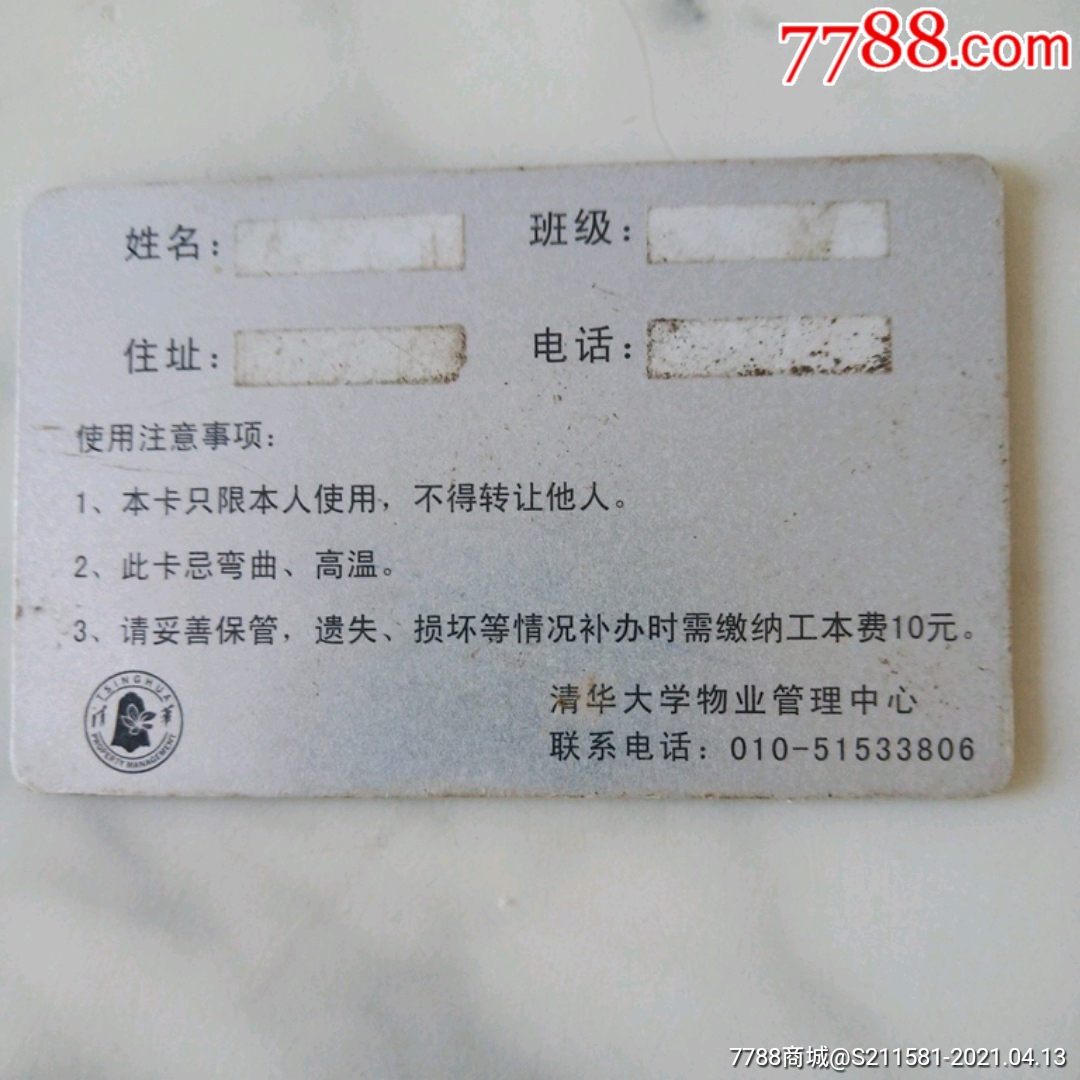 7788.com
姓名： 班级：
住址： 电话：
使用注意事项：
1、本卡只限本人使用，不得转让他人。
2、此卡忌弯曲、高温。
3、请妥善保管，遗失、损坏等情况补办时需缴纳工本费10元。
TSINGHUA
PROPERTY MANAGEMENT
清华大学物业管理中心
联系电话：010-51533806
7788商城@S211581-2021.04.13